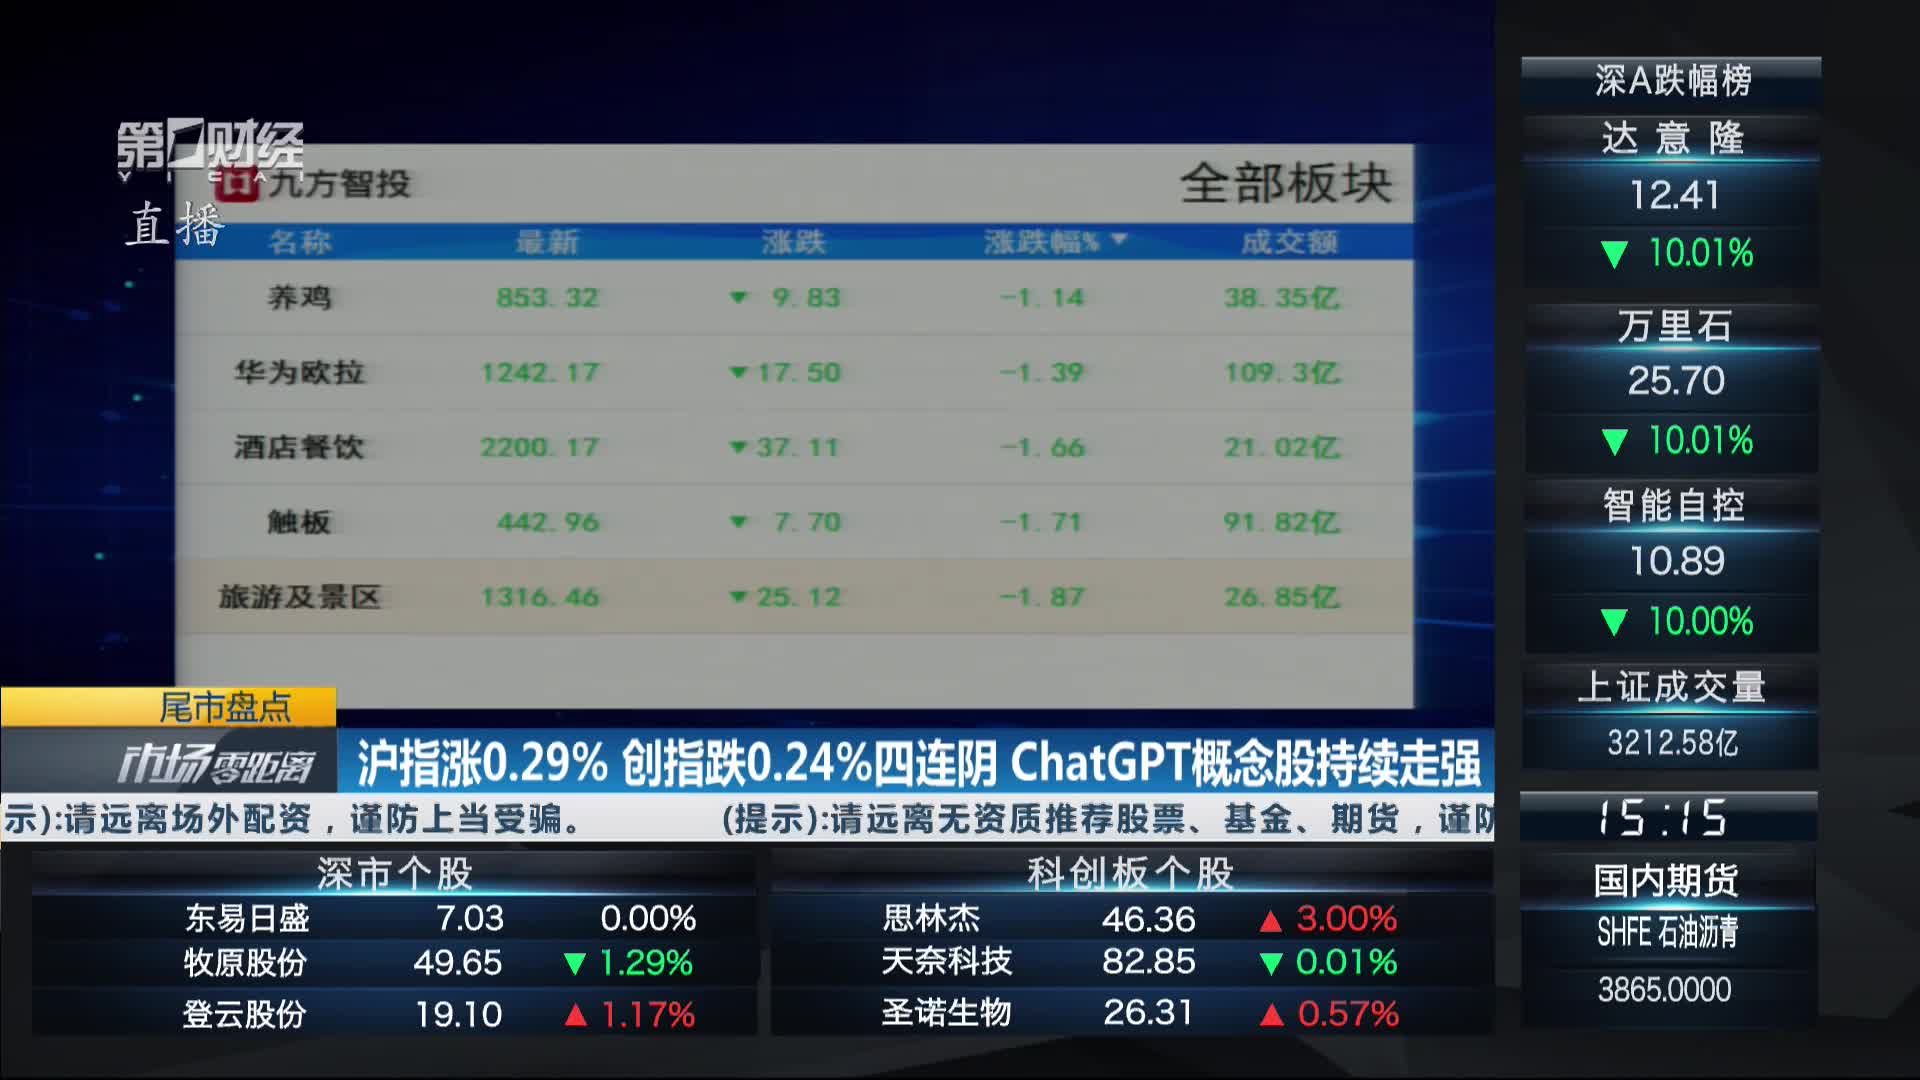 第一财经
YICAI
直播
九方智投
全部板块
名称 最新 涨跌 涨跌幅%▼ 成交额
养鸡 853.32 ▼ 9.83 -1.14 38.35亿
华为欧拉 1242.17 ▼17.50 -1.39 109.3亿
酒店餐饮 2200.17 ▼37.11 -1.66 21.02亿
触板 442.96 ▼ 7.70 -1.71 91.82亿
旅游及景区 1316.46 ▼25.12 -1.87 26.85亿
尾市盘点
市场零距离
沪指涨0.29% 创指跌0.24%四连阴 ChatGPT概念股持续走强
示):请远离场外配资，谨防上当受骗。 (提示):请远离无资质推荐股票、基金、期货，谨防
深市个股
东易日盛 7.03 0.00%
牧原股份 49.65 ▼1.29%
登云股份 19.10 ▲1.17%
科创板个股
思林杰 46.36 ▲3.00%
天奈科技 82.85 ▼0.01%
圣诺生物 26.31 ▲0.57%
深A跌幅榜
达意隆
12.41
▼ 10.01%
万里石
25.70
▼ 10.01%
智能自控
10.89
▼ 10.00%
上证成交量
3212.58亿
15:15
国内期货
SHFE 石油沥青
3865.0000